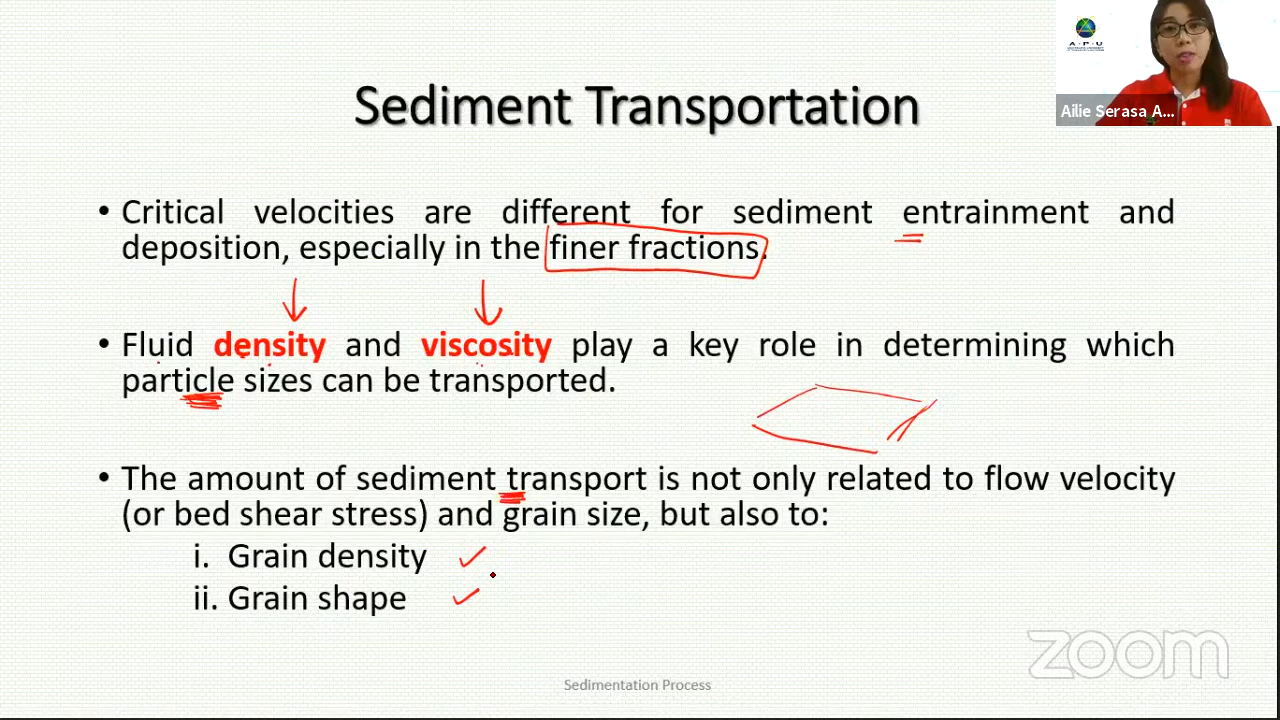 A · P · U
Ailie Serasa A...
Sediment Transportation
• Critical velocities are different for sediment entrainment and
deposition, especially in the finer fractions.
• Fluid density and viscosity play a key role in determining which
particle sizes can be transported.
• The amount of sediment transport is not only related to flow velocity
(or bed shear stress) and grain size, but also to:
i. Grain density
ii. Grain shape
zoom
Sedimentation Process